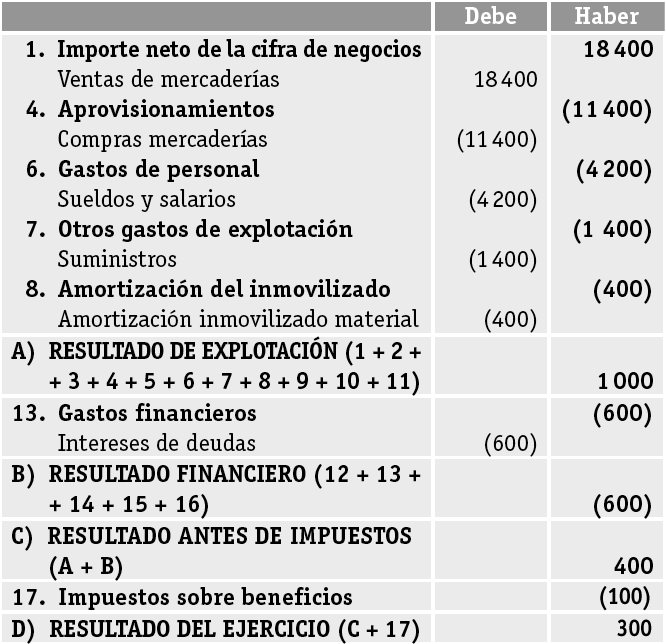 Debe Haber
1. Importe neto de la cifra de negocios 18 400
Ventas de mercaderías 18 400
4. Aprovisionamientos (11 400)
Compras mercaderías (11 400)
6. Gastos de personal (4 200)
Sueldos y salarios (4 200)
7. Otros gastos de explotación (1 400)
Suministros (1 400)
8. Amortización del inmovilizado (400)
Amortización inmovilizado material (400)
A) RESULTADO DE EXPLOTACIÓN (1 + 2 +
+ 3 + 4 + 5 + 6 + 7 + 8 + 9 + 10 + 11) 1 000
13. Gastos financieros (600)
Intereses de deudas (600)
B) RESULTADO FINANCIERO (12 + 13 +
+ 14 + 15 + 16) (600)
C) RESULTADO ANTES DE IMPUESTOS
(A + B) 400
17. Impuestos sobre beneficios (100)
D) RESULTADO DEL EJERCICIO (C + 17) 300